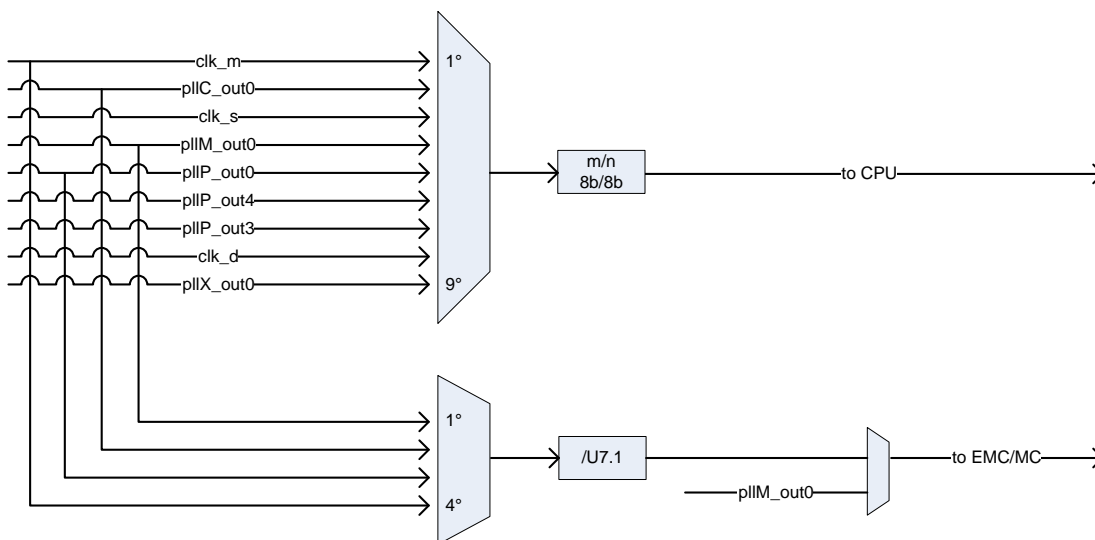 clk_m
1°
pllC_out0
clk_s
pllM_out0
pllP_out0
m/n
8b/8b
to CPU
pllP_out4
pllP_out3
clk_d
pllX_out0
9°
1°
/U7.1
to EMC/MC
pllM_out0
4°